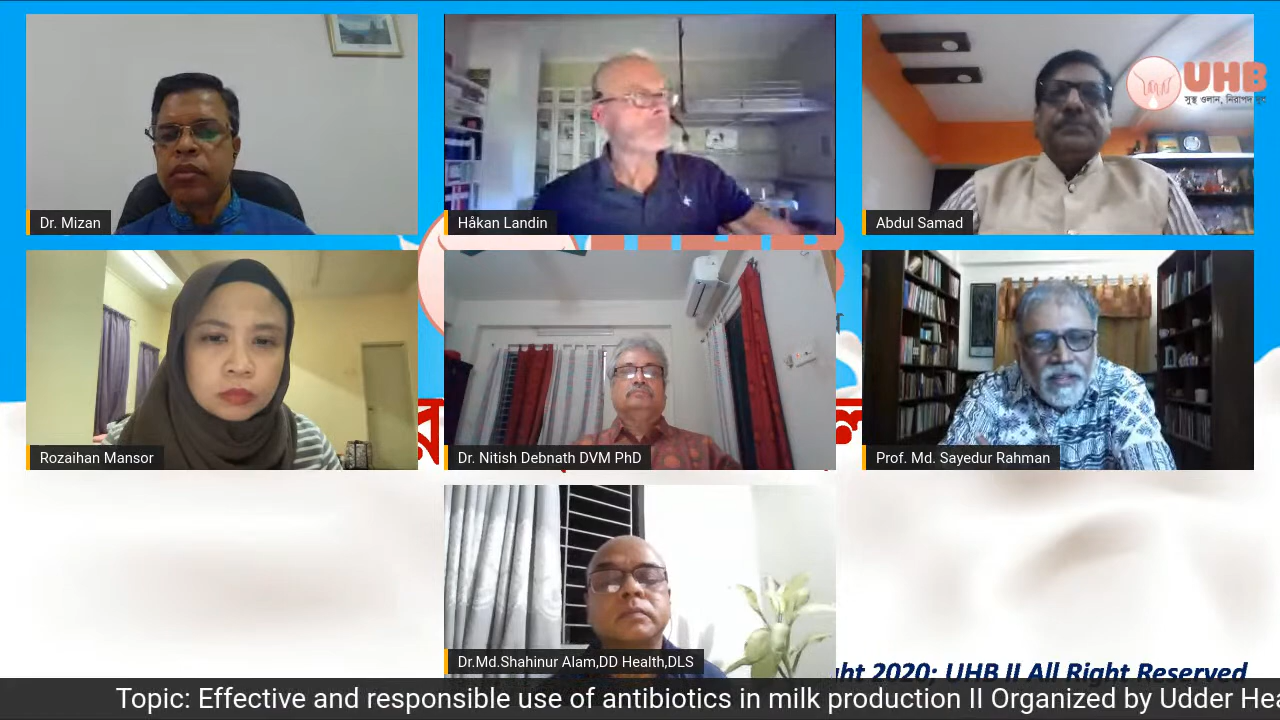 UHB
সুস্থ ওলান, নিরাপদ দুধ
Dr. Mizan
Håkan Landin
Abdul Samad
Rozaihan Mansor
Dr. Nitish Debnath DVM PhD
Prof. Md. Sayedur Rahman
Dr.Md.Shahinur Alam,DD Health,DLS
2020; UHB II All Right Reserved
Topic: Effective and responsible use of antibiotics in milk production II Organized by Udder